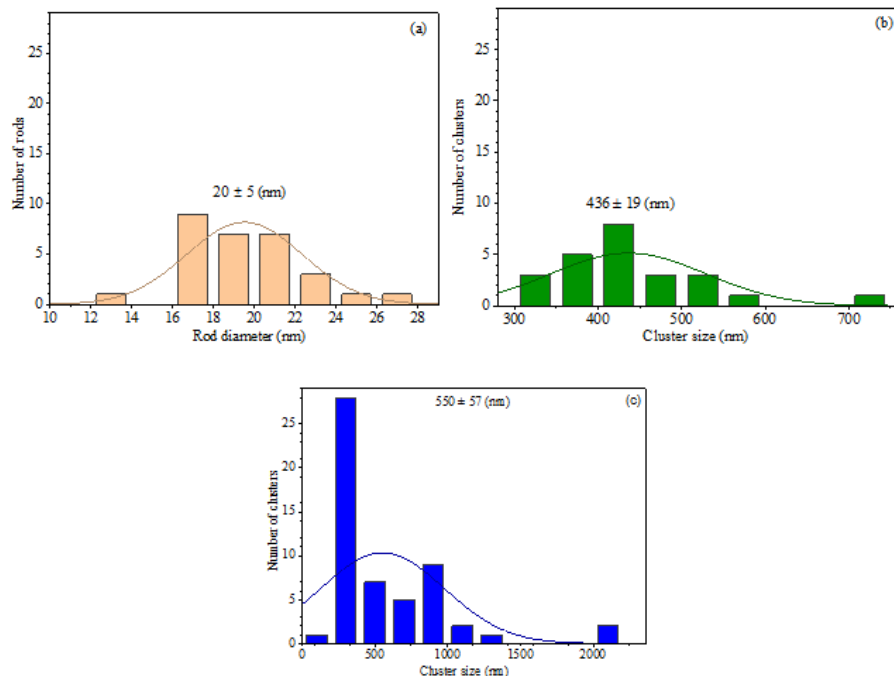 (a)
Number of rods
25
20
15
10
5
0
20 ± 5 (nm)
10 12 14 16 18 20 22 24 26 28
Rod diameter (nm)
(b)
Number of clusters
25
20
15
10
5
0
436 ± 19 (nm)
300 400 500 600 700
Cluster size (nm)
(c)
Number of clusters
25
20
15
10
5
0
550 ± 57 (nm)
0 500 1000 1500 2000
Cluster size (nm)